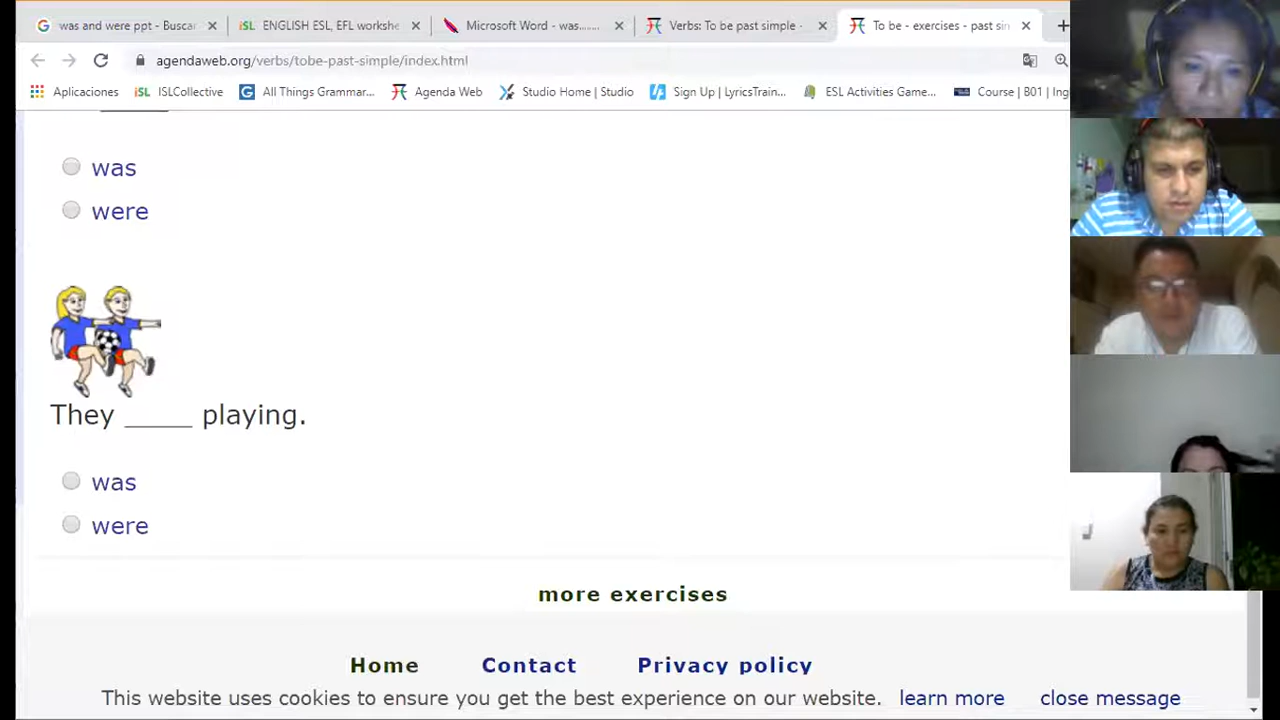 was and were ppt - Buscar
ENGLISH ESL, EFL workshe
Microsoft Word - was.......
Verbs: To be past simple -
To be - exercises - past sim
agendaweb.org/verbs/tobe-past-simple/index.html
Aplicaciones
iSL ISLCollective
All Things Grammar...
Agenda Web
Studio Home | Studio
Sign Up | LyricsTrain...
ESL Activities Game...
Course | B01 | Ing
was
were
They _____ playing.
was
were
more exercises
Home Contact Privacy policy
This website uses cookies to ensure you get the best experience on our website. learn more close message